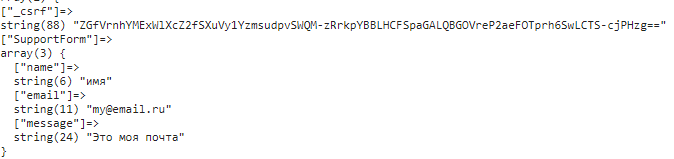 ["_csrf"]=>
string(88) "ZGfVrnhYMExWlXcZ2fSXuVy1YzmsudpvSWQM-zRrkpYBBLHCFSpaGALQBGOVreP2aeFOTprh6SwLCTS-cjPHzg=="
["SupportForm"]=>
array(3) {
["name"]=>
string(6) "имя"
["email"]=>
string(11) "my@email.ru"
["message"]=>
string(24) "Это моя почта"
}